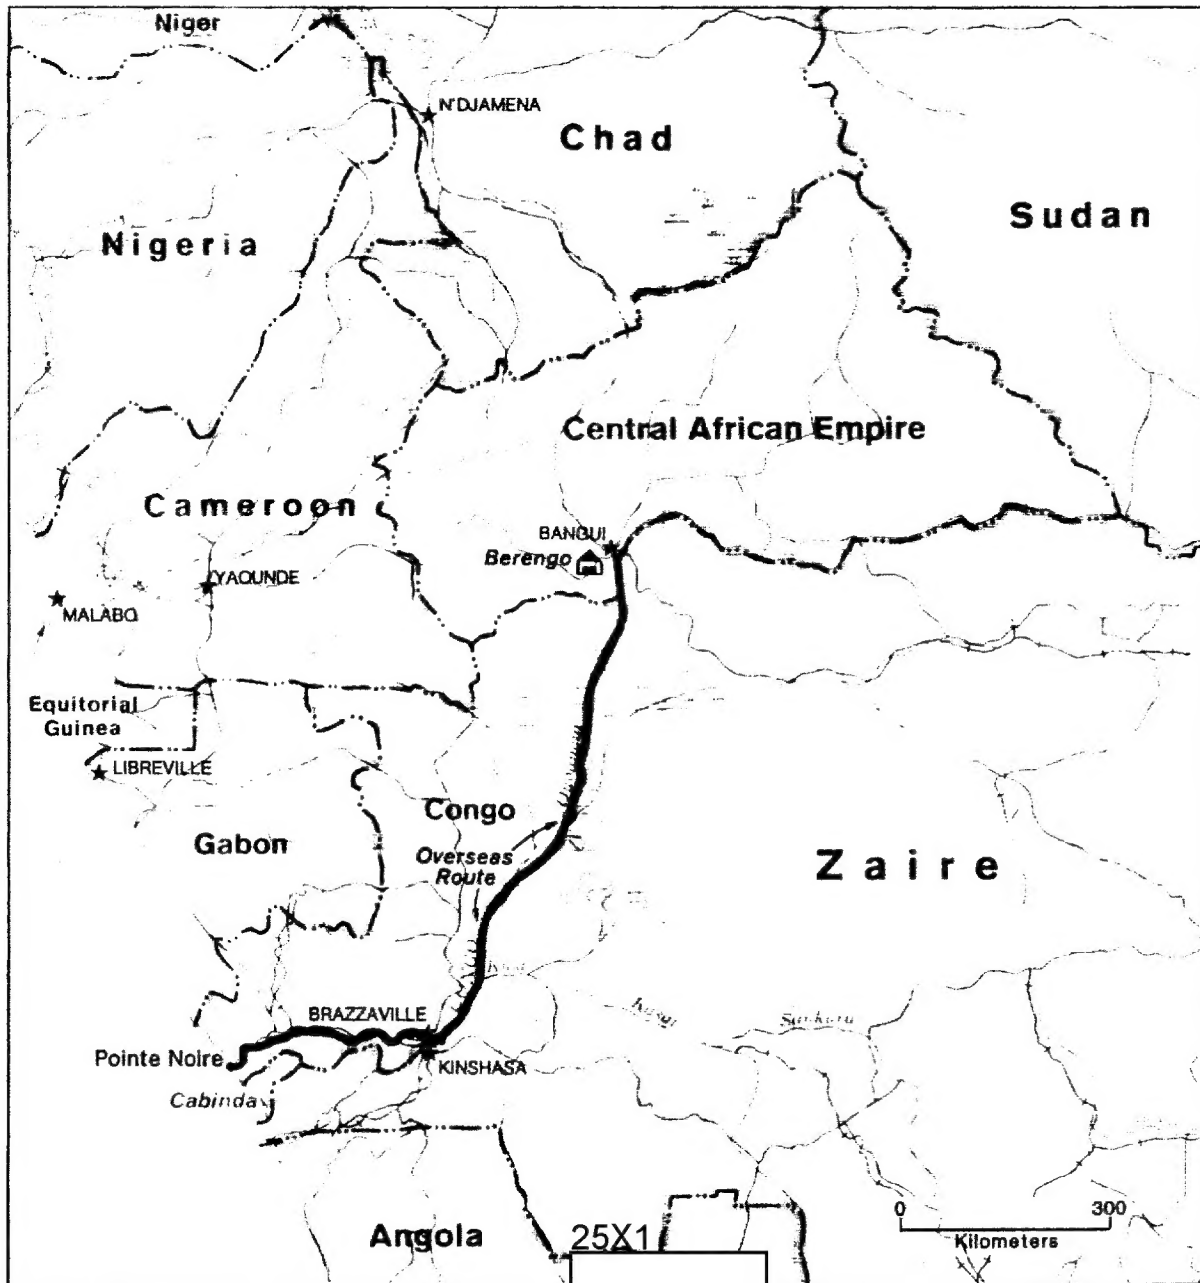 Niger
N'DJAMENA
Chad
Sudan
Nigeria
Central African Empire
Cameroon
BANGUI
Berengo
YAOUNDE
MALABO
Equitorial
Guinea
LIBREVILLE
Congo
Gabon
Overseas
Route
Zaire
BRAZZAVILLE
Sankuru
Pointe Noire
KINSHASA
Cabinda
0 300
Kilometers
Angola
25X1